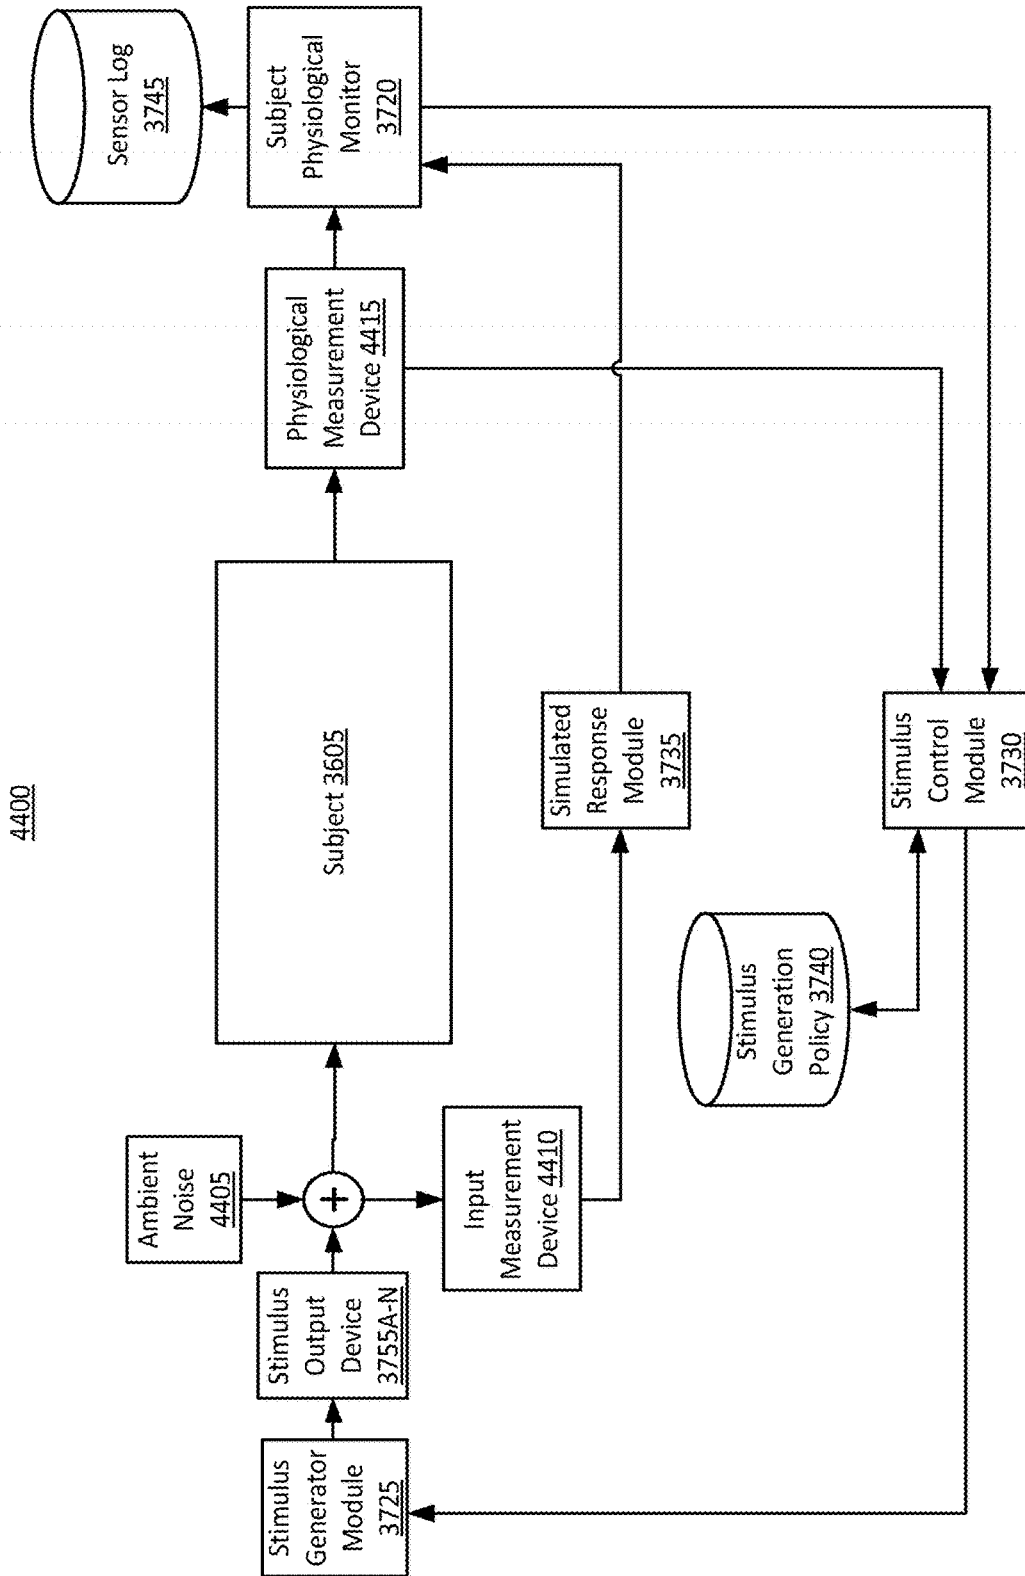 4400
Ambient
Noise
4405
Stimulus
Generator
Module
3725
Stimulus
Output
Device
3755A-N
+
Subject 3605
Physiological
Measurement
Device 4415
Subject
Physiological
Monitor
3720
Sensor Log
3745
Input
Measurement
Device 4410
Simulated
Response
Module
3735
Stimulus
Generation
Policy 3740
Stimulus
Control
Module
3730